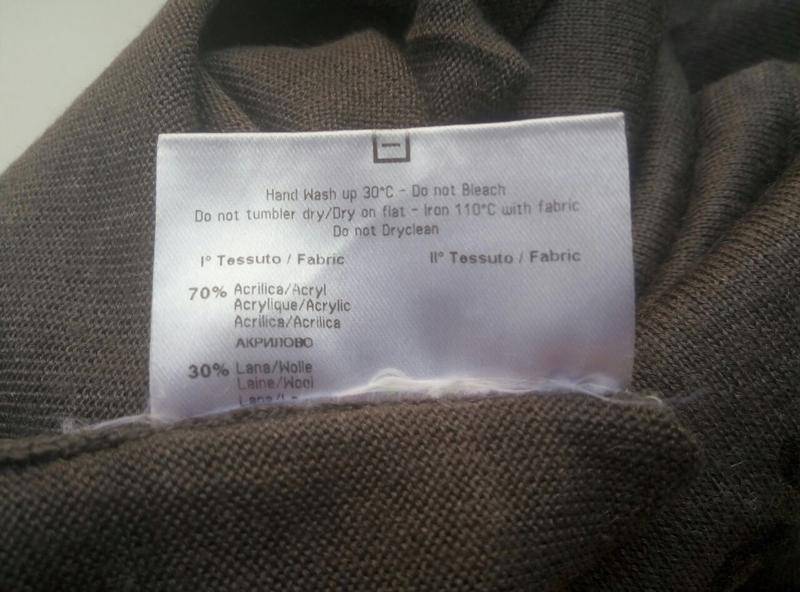 Hand Wash up 30°C - Do not Bleach
Do not tumbler dry/Dry on flat - Iron 110°C with fabric
Do not Dryclean
I° Tessuto / Fabric II° Tessuto / Fabric
70% Acrilica/Acryl
Acrylique/Acrylic
Acrilica/Acrilica
АКРИЛОВО
30% Lana/Wolle
Laine/Wool
Lana/